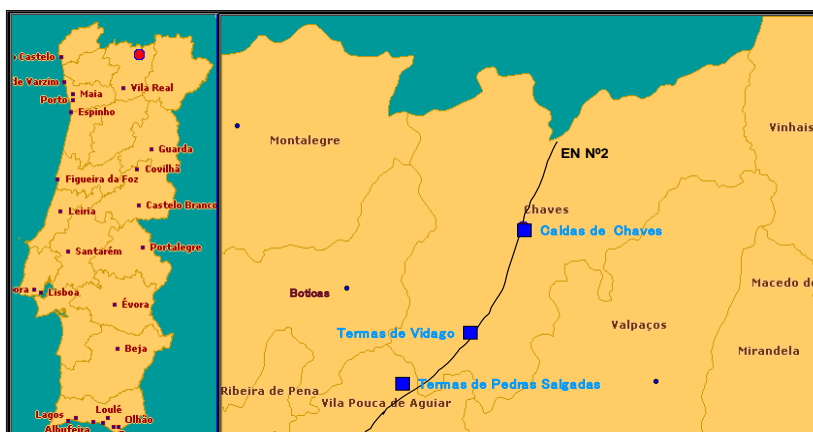 o Castelo
de Varzim
Maia
Porto
Espinho
Vila Real
Guarda
Covilhã
Figueira da Foz
Castelo Branco
Leiria
Santarém
Portalegre
ora
Lisboa
Évora
Beja
Lagos
Loulé
Albufeira
Olhão
Montalegre
EN Nº2
Vinhais
Chaves
Caldas de Chaves
Macedo de
Botioas
Termas de Vidago
Valpaços
Mirandela
Ribeira de Pena
Termas de Pedras Salgadas
Vila Pouca de Aguiar